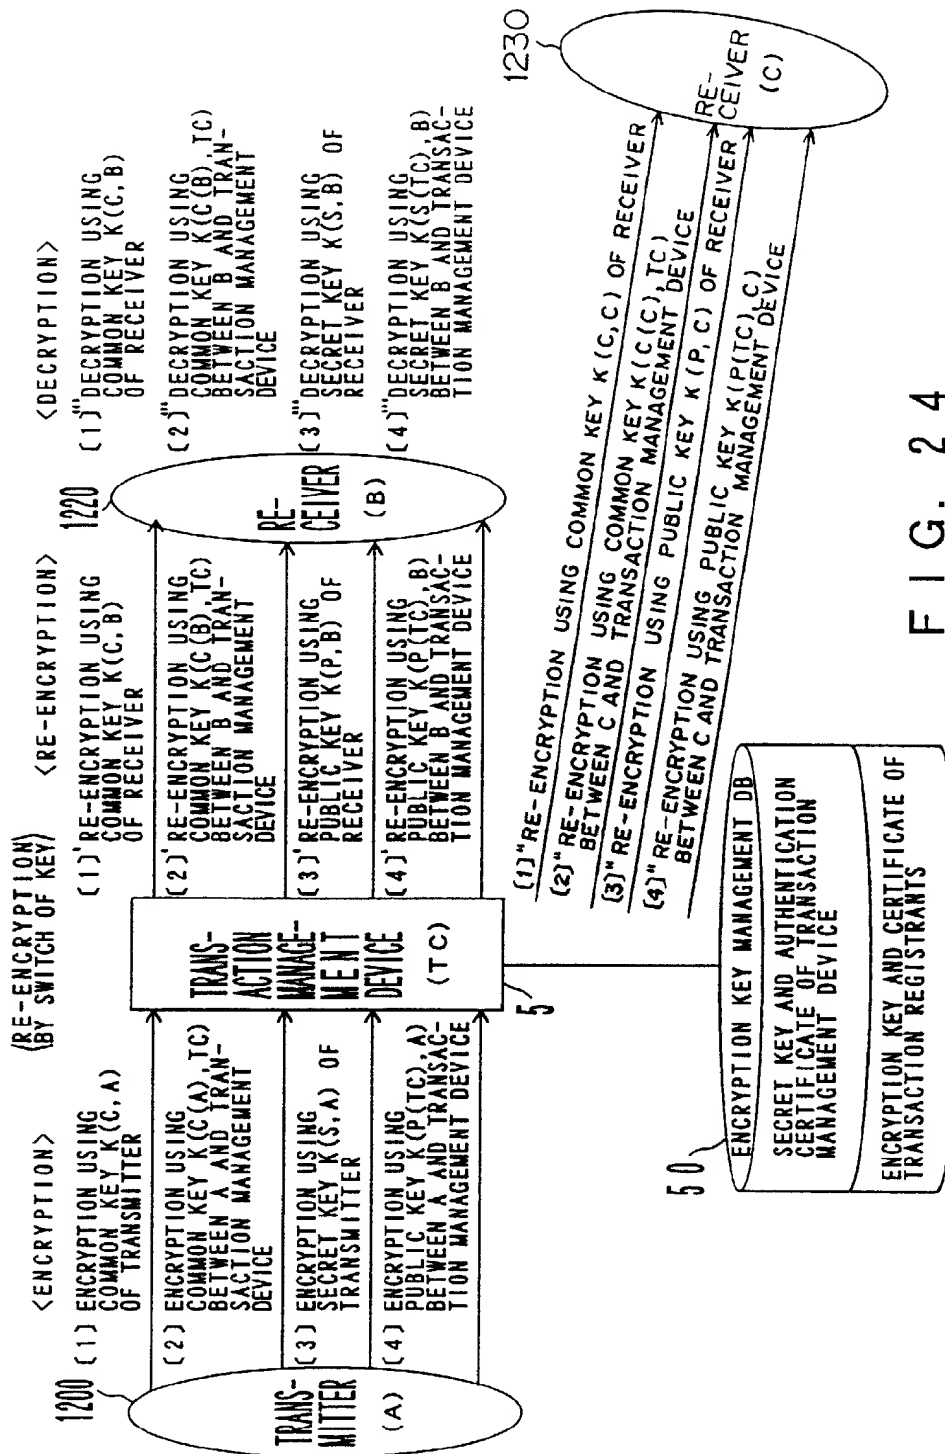 <ENCRYPTION>
(RE-ENCRYPTION
BY SWITCH OF KEY)
<RE-ENCRYPTION>
<DECRYPTION>
1200
TRANS-
MITTER
(A)
(1) ENCRYPTION USING
COMMON KEY K(C,A)
OF TRANSMITTER
(2) ENCRYPTION USING
COMMON KEY K(C(A),TC)
BETWEEN A AND TRAN-
SACTION MANAGEMENT
DEVICE
(3) ENCRYPTION USING
SECRET KEY K(S,A) OF
TRANSMITTER
(4) ENCRYPTION USING
PUBLIC KEY K(P(TC),A)
BETWEEN A AND TRANSAC-
TION MANAGEMENT DEVICE
TRANS-
ACTION
MANAGE-
MENT
DEVICE
(TC)
5
(1)'RE-ENCRYPTION USING
COMMON KEY K(C,B)
OF RECEIVER
(2)'RE-ENCRYPTION USING
COMMON KEY K(C(B),TC)
BETWEEN B AND TRAN-
SACTION MANAGEMENT
DEVICE
(3)'RE-ENCRYPTION USING
PUBLIC KEY K(P,B) OF
RECEIVER
(4)'RE-ENCRYPTION USING
PUBLIC KEY K(P(TC),B)
BETWEEN B AND TRANSAC-
TION MANAGEMENT DEVICE
1220
RE-
CEIVER
(B)
(1)'''DECRYPTION USING
COMMON KEY K(C,B)
OF RECEIVER
(2)'''DECRYPTION USING
COMMON KEY K(C(B),TC)
BETWEEN B AND TRAN-
SACTION MANAGEMENT
DEVICE
(3)'''DECRYPTION USING
SECRET KEY K(S,B) OF
RECEIVER
(4)'''DECRYPTION USING
SECRET KEY K(S(TC),B)
BETWEEN B AND TRANSAC-
TION MANAGEMENT DEVICE
(1)"RE-ENCRYPTION USING COMMON KEY K(C,C) OF RECEIVER
(2)"RE-ENCRYPTION USING COMMON KEY K(C(C),TC)
BETWEEN C AND TRANSACTION MANAGEMENT DEVICE
(3)"RE-ENCRYPTION USING PUBLIC KEY K(P,C) OF RECEIVER
(4)"RE-ENCRYPTION USING PUBLIC KEY K(P(TC),C)
BETWEEN C AND TRANSACTION MANAGEMENT DEVICE
1230
RE-
CEIVER
(C)
50
ENCRYPTION KEY MANAGEMENT DB
SECRET KEY AND AUTHENTICATION
CERTIFICATE OF TRANSACTION
MANAGEMENT DEVICE
ENCRYPTION KEY AND CERTIFICATE OF
TRANSACTION REGISTRANTS
FIG. 24